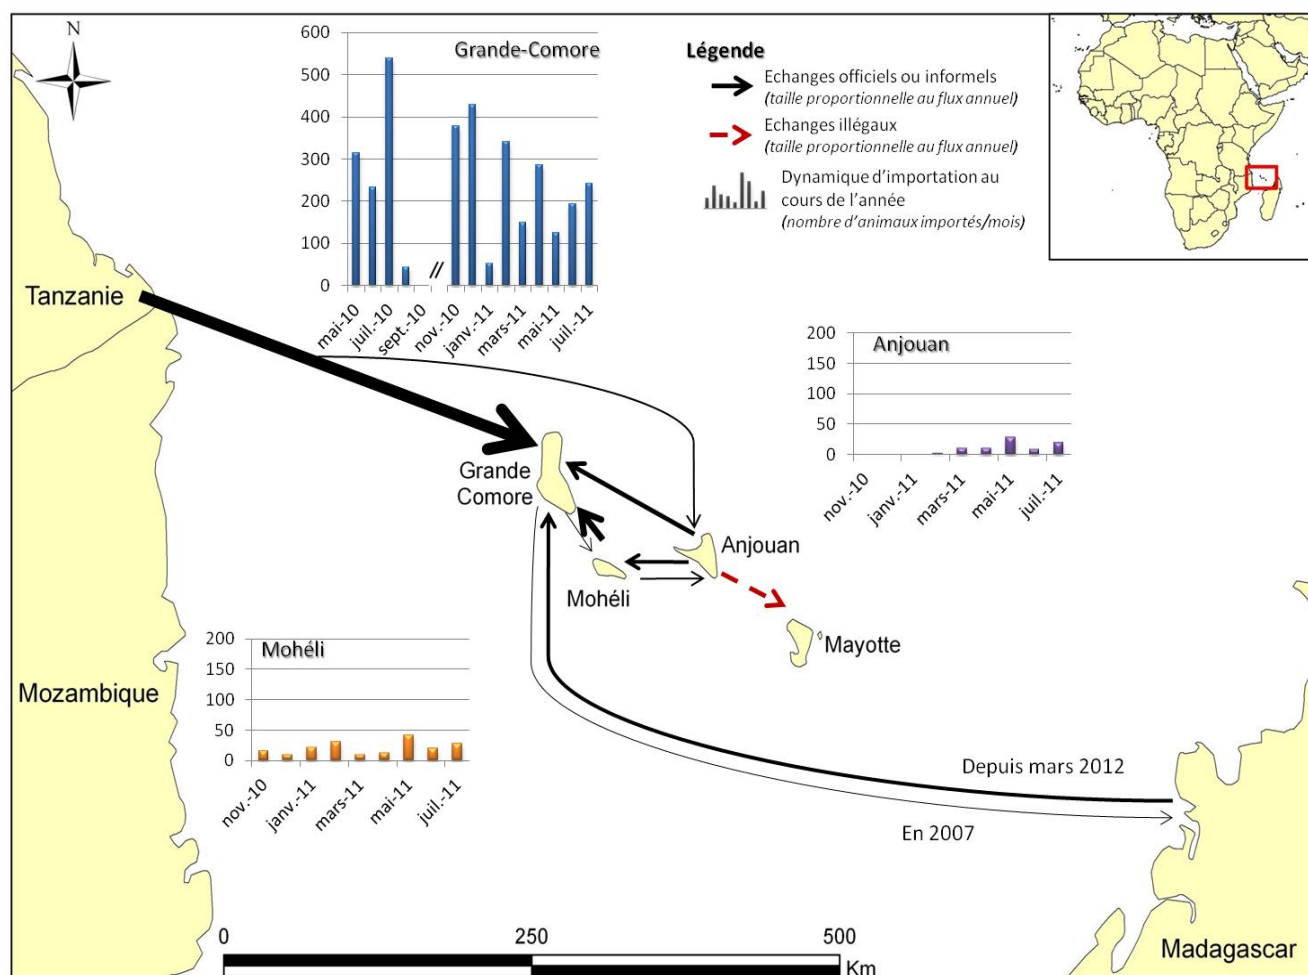 N
600
500
400
300
200
100
0
Grande-Comore
mai-10
juil.-10
sept.-10
//
nov.-10
janv.-11
mars-11
mai-11
juil.-11
Légende
Echanges officiels ou informels
(taille proportionnelle au flux annuel)
Echanges illégaux
(taille proportionnelle au flux annuel)
Dynamique d'importation au
cours de l'année
(nombre d'animaux importés/mois)
Tanzanie
200
150
100
50
0
Anjouan
nov.-10
janv.-11
mars-11
mai-11
juil.-11
Grande
Comore
Anjouan
Mohéli
Mayotte
200
150
100
50
0
Mohéli
nov.-10
janv.-11
mars-11
mai-11
juil.-11
Mozambique
Depuis mars 2012
En 2007
Madagascar
0
250
500
Km